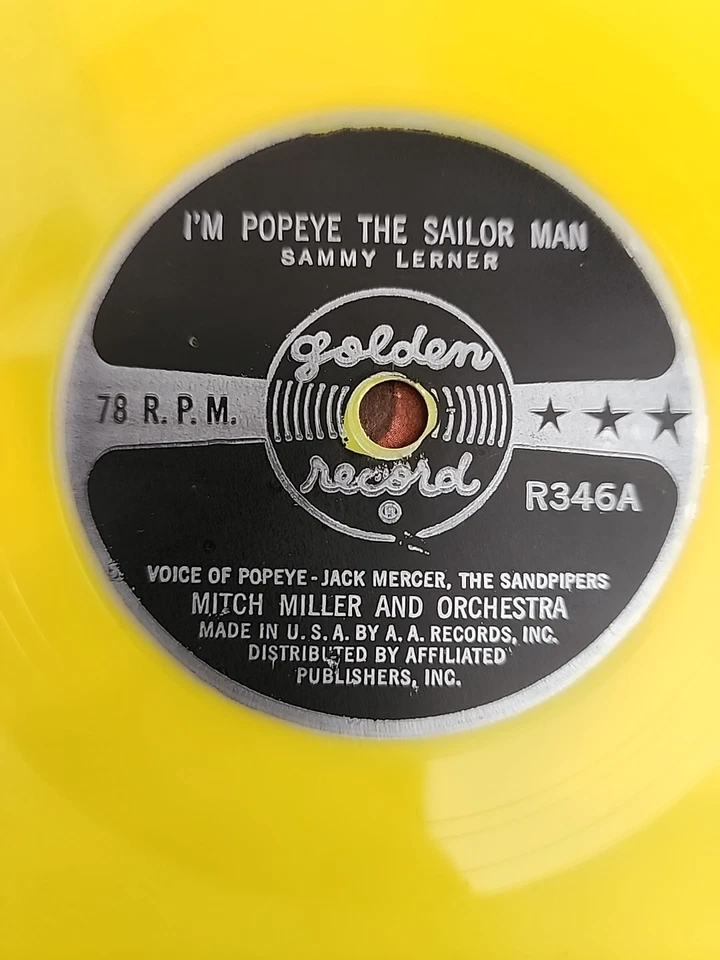 I'M POPEYE THE SAILOR MAN
SAMMY LERNER
golden
78 R.P.M.
record
R346A
VOICE OF POPEYE-JACK MERCER, THE SANDPIPERS
MITCH MILLER AND ORCHESTRA
MADE IN U.S.A. BY A.A. RECORDS, INC.
DISTRIBUTED BY AFFILIATED
PUBLISHERS, INC.